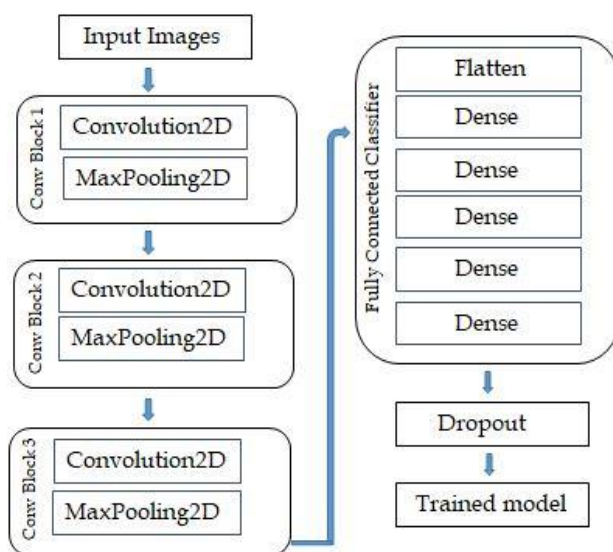 Input Images
Conv Block 1
Convolution2D
MaxPooling2D
Conv Block 2
Convolution2D
MaxPooling2D
Conv Block 3
Convolution2D
MaxPooling2D
Fully Connected Classifier
Flatten
Dense
Dense
Dense
Dense
Dense
Dropout
Trained model